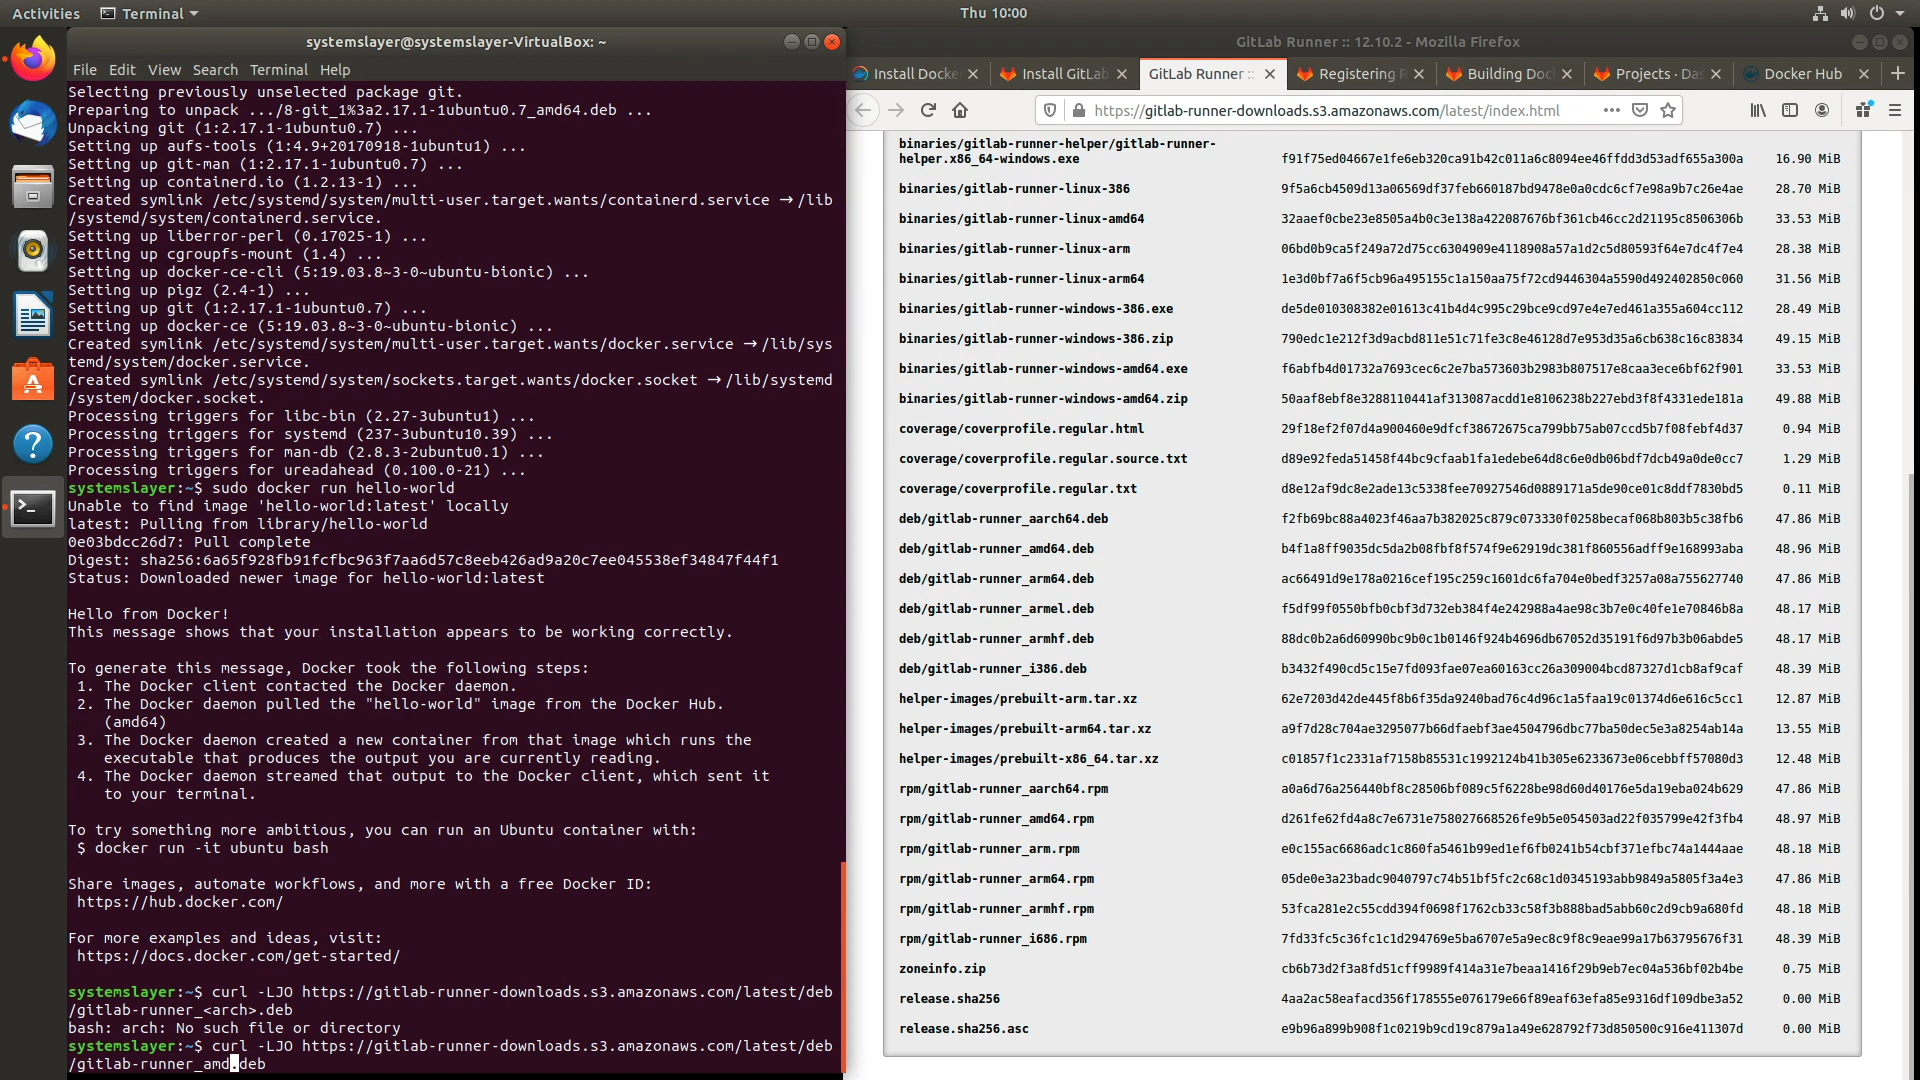 Activities
Terminal
Thu 10:00
systemslayer@systemslayer-VirtualBox: ~
File Edit View Search Terminal Help
Selecting previously unselected package git.
Preparing to unpack .../8-git_1%3a2.17.1-1ubuntu0.7_amd64.deb ...
Unpacking git (1:2.17.1-1ubuntu0.7) ...
Setting up aufs-tools (1:4.9+20170918-1ubuntu1) ...
Setting up git-man (1:2.17.1-1ubuntu0.7) ...
Setting up containerd.io (1.2.13-1) ...
Created symlink /etc/systemd/system/multi-user.target.wants/containerd.service → /lib
/systemd/system/containerd.service.
Setting up liberror-perl (0.17025-1) ...
Setting up cgroupfs-mount (1.4) ...
Setting up docker-ce-cli (5:19.03.8~3-0~ubuntu-bionic) ...
Setting up pigz (2.4-1) ...
Setting up git (1:2.17.1-1ubuntu0.7) ...
Setting up docker-ce (5:19.03.8~3-0~ubuntu-bionic) ...
Created symlink /etc/systemd/system/multi-user.target.wants/docker.service → /lib/sys
temd/system/docker.service.
Created symlink /etc/systemd/system/sockets.target.wants/docker.socket → /lib/systemd
/system/docker.socket.
Processing triggers for libc-bin (2.27-3ubuntu1) ...
Processing triggers for systemd (237-3ubuntu10.39) ...
Processing triggers for man-db (2.8.3-2ubuntu0.1) ...
Processing triggers for ureadahead (0.100.0-21) ...
systemslayer:~$ sudo docker run hello-world
Unable to find image 'hello-world:latest' locally
latest: Pulling from library/hello-world
0e03bdcc26d7: Pull complete
Digest: sha256:6a65f928fb91fcfbc963f7aa6d57c8eeb426ad9a20c7ee045538ef34847f44f1
Status: Downloaded newer image for hello-world:latest
Hello from Docker!
This message shows that your installation appears to be working correctly.
To generate this message, Docker took the following steps:
1. The Docker client contacted the Docker daemon.
2. The Docker daemon pulled the "hello-world" image from the Docker Hub.
(amd64)
3. The Docker daemon created a new container from that image which runs the
executable that produces the output you are currently reading.
4. The Docker daemon streamed that output to the Docker client, which sent it
to your terminal.
To try something more ambitious, you can run an Ubuntu container with:
$ docker run -it ubuntu bash
Share images, automate workflows, and more with a free Docker ID:
https://hub.docker.com/
For more examples and ideas, visit:
https://docs.docker.com/get-started/
systemslayer:~$ curl -LJO https://gitlab-runner-downloads.s3.amazonaws.com/latest/deb
/gitlab-runner_<arch>.deb
bash: arch: No such file or directory
systemslayer:~$ curl -LJO https://gitlab-runner-downloads.s3.amazonaws.com/latest/deb
/gitlab-runner_amd.deb
GitLab Runner :: 12.10.2 - Mozilla Firefox
Install Docke
Install GitLab
GitLab Runner ::
Registering R
Building Doc
Projects · Das
Docker Hub
https://gitlab-runner-downloads.s3.amazonaws.com/latest/index.html
binaries/gitlab-runner-helper/gitlab-runner-
helper.x86_64-windows.exe f91f75ed04667e1fe6eb320ca91b42c011a6c8094ee46ffdd3d53adf655a300a 16.90 MiB
binaries/gitlab-runner-linux-386 9f5a6cb4509d13a06569df37feb660187bd9478e0a0cdc6cf7e98a9b7c26e4ae 28.70 MiB
binaries/gitlab-runner-linux-amd64 32aaef0cbe23e8505a4b0c3e138a422087676bf361cb46cc2d21195c8506306b 33.53 MiB
binaries/gitlab-runner-linux-arm 06bd0b9ca5f249a72d75cc6304909e4118908a57a1d2c5d80593f64e7dc4f7e4 28.38 MiB
binaries/gitlab-runner-linux-arm64 1e3d0bf7a6f5cb96a495155c1a150aa75f72cd9446304a5590d492402850c060 31.56 MiB
binaries/gitlab-runner-windows-386.exe de5de010308382e01613c41b4d4c995c29bce9cd97e4e7ed461a355a604cc112 28.49 MiB
binaries/gitlab-runner-windows-386.zip 790edc1e212f3d9acbd811e51c71fe3c8e46128d7e953d35a6cb638c16c83834 49.15 MiB
binaries/gitlab-runner-windows-amd64.exe f6abfb4d01732a7693cec6c2e7ba573603b2983b807517e8caa3ece6bf62f901 33.53 MiB
binaries/gitlab-runner-windows-amd64.zip 50aaf8ebf8e3288110441af313087acdd1e8106238b227ebd3f8f4331ede181a 49.88 MiB
coverage/coverprofile.regular.html 29f18ef2f07d4a900460e9dfcf38672675ca799bb75ab07ccd5b7f08febf4d37 0.94 MiB
coverage/coverprofile.regular.source.txt d89e92feda51458f44bc9cfaab1fa1edebe64d8c6e0db06bdf7dcb49a0de0cc7 1.29 MiB
coverage/coverprofile.regular.txt d8e12af9dc8e2ade13c5338fee70927546d0889171a5de90ce01c8ddf7830bd5 0.11 MiB
deb/gitlab-runner_aarch64.deb f2fb69bc88a4023f46aa7b382025c879c073330f0258becaf068b803b5c38fb6 47.86 MiB
deb/gitlab-runner_amd64.deb b4f1a8ff9035dc5da2b08fbf8f574f9e62919dc381f860556adff9e168993aba 48.96 MiB
deb/gitlab-runner_arm64.deb ac66491d9e178a0216cef195c259c1601dc6fa704e0bedf3257a08a755627740 47.86 MiB
deb/gitlab-runner_armel.deb f5df99f0550bfb0cbf3d732eb384f4e242988a4ae98c3b7e0c40fe1e70846b8a 48.17 MiB
deb/gitlab-runner_armhf.deb 88dc0b2a6d60990bc9b0c1b0146f924b4696db67052d35191f6d97b3b06abde5 48.17 MiB
deb/gitlab-runner_i386.deb b3432f490cd5c15e7fd093fae07ea60163cc26a309004bcd87327d1cb8af9caf 48.39 MiB
helper-images/prebuilt-arm.tar.xz 62e7203d42de445f8b6f35da9240bad76c4d96c1a5faa19c01374d6e616c5cc1 12.87 MiB
helper-images/prebuilt-arm64.tar.xz a9f7d28c704ae3295077b66dfaebf3ae4504796dbc77ba50dec5e3a8254ab14a 13.55 MiB
helper-images/prebuilt-x86_64.tar.xz c01857f1c2331af7158b85531c1992124b41b305e6233673e06cebbff57080d3 12.48 MiB
rpm/gitlab-runner_aarch64.rpm a0a6d76a256440bf8c28506bf089c5f6228be98d60d40176e5da19eba024b629 47.86 MiB
rpm/gitlab-runner_amd64.rpm d261fe62fd4a8c7e6731e758027668526fe9b5e054503ad22f035799e42f3fb4 48.97 MiB
rpm/gitlab-runner_arm.rpm e0c155ac6686adc1c860fa5461b99ed1ef6fb0241b54cbf371efbc74a1444aae 48.18 MiB
rpm/gitlab-runner_arm64.rpm 05de0e3a23badc9040797c74b51bf5fc2c68c1d0345193abb9849a5805f3a4e3 47.86 MiB
rpm/gitlab-runner_armhf.rpm 53fca281e2c55cdd394f0698f1762cb33c58f3b888bad5abb60c2d9cb9a680fd 48.18 MiB
rpm/gitlab-runner_i686.rpm 7fd33fc5c36fc1c1d294769e5ba6707e5a9ec8c9f8c9eae99a17b63795676f31 48.39 MiB
zoneinfo.zip cb6b73d2f3a8fd51cff9989f414a31e7beaa1416f29b9eb7ec04a536bf02b4be 0.75 MiB
release.sha256 4aa2ac58eafacd356f178555e076179e66f89eaf63efa85e9316df109dbe3a52 0.00 MiB
release.sha256.asc e9b96a899b908f1c0219b9cd19c879a1a49e628792f73d850500c916e411307d 0.00 MiB